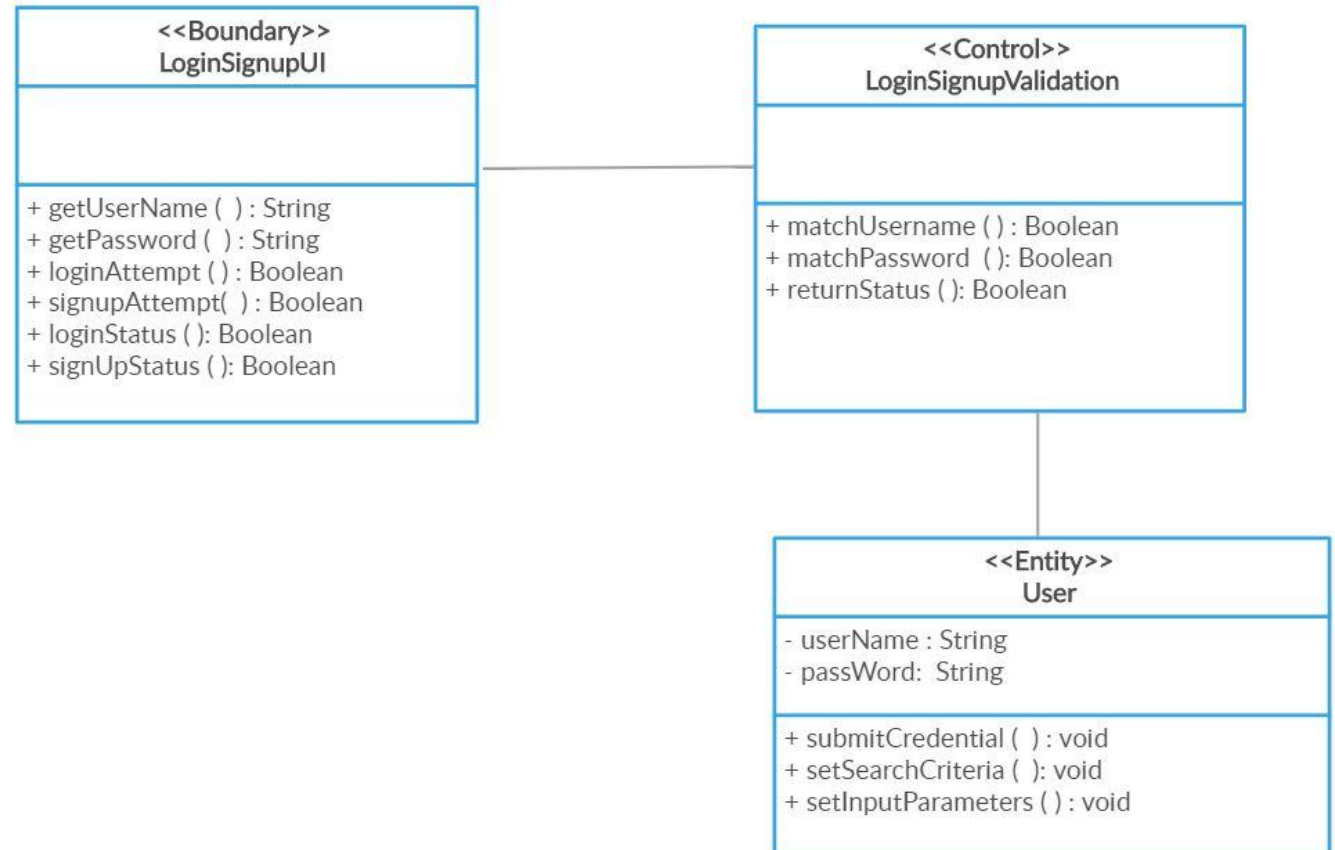 <<Boundary>>
LoginSignupUI
+ getUserName ( ) : String
+ getPassword ( ) : String
+ loginAttempt ( ) : Boolean
+ signupAttempt( ) : Boolean
+ loginStatus ( ): Boolean
+ signUpStatus ( ): Boolean
<<Control>>
LoginSignupValidation
+ matchUsername ( ) : Boolean
+ matchPassword ( ): Boolean
+ returnStatus ( ): Boolean
<<Entity>>
User
- userName : String
- passWord: String
+ submitCredential ( ) : void
+ setSearchCriteria ( ): void
+ setInputParameters ( ) : void